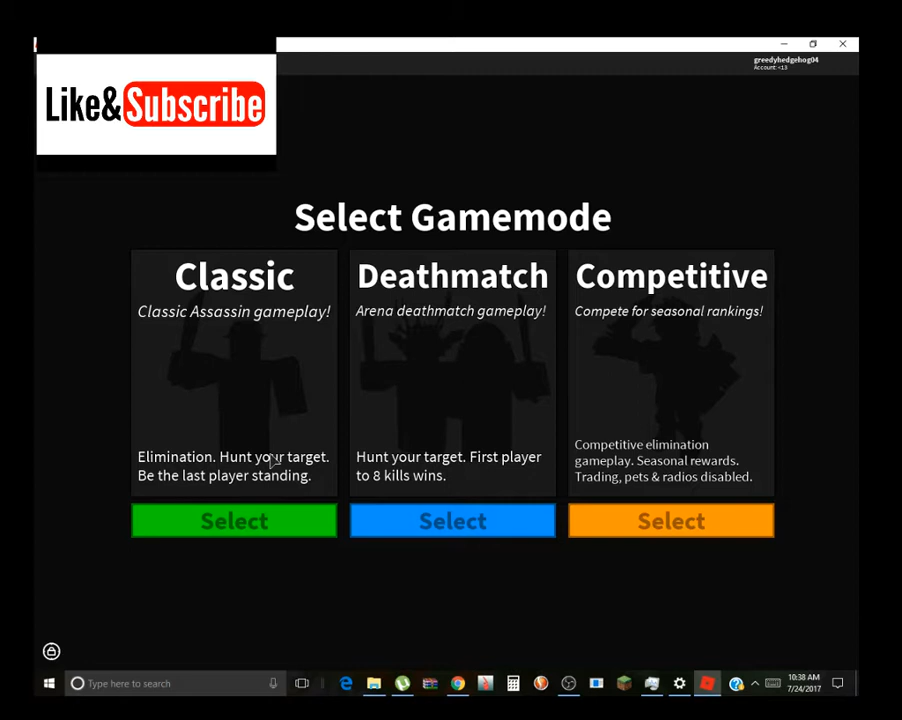 greedyhedgehog04
Account: <13
Like&Subscribe
Select Gamemode
Classic
Classic Assassin gameplay!
Elimination. Hunt your target.
Be the last player standing.
Select
Deathmatch
Arena deathmatch gameplay!
Hunt your target. First player
to 8 kills wins.
Select
Competitive
Compete for seasonal rankings!
Competitive elimination
gameplay. Seasonal rewards.
Trading, pets & radios disabled.
Select
Type here to search
10:38 AM
7/24/2017